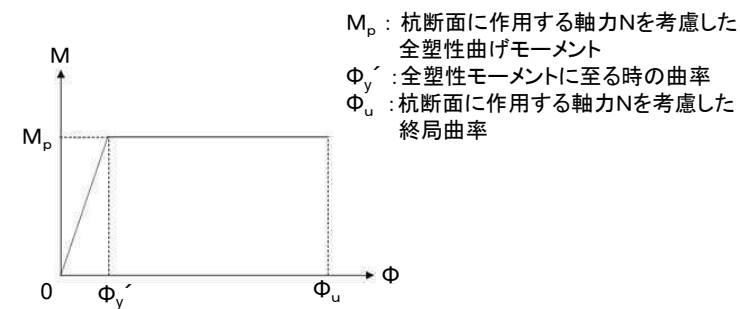 Mp : 杭断面に作用する軸力Nを考慮した
全塑性曲げモーメント
Φy´ : 全塑性モーメントに至る時の曲率
Φu : 杭断面に作用する軸力Nを考慮した
終局曲率
M
Mp
0
Φy´
Φu
Φ